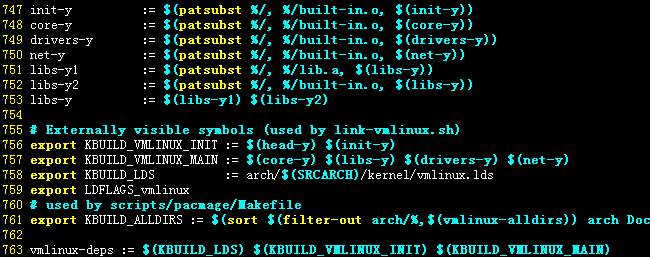 747 init-y          := $(patsubst %/, %/built-in.o, $(init-y))
748 core-y          := $(patsubst %/, %/built-in.o, $(core-y))
749 drivers-y       := $(patsubst %/, %/built-in.o, $(drivers-y))
750 net-y           := $(patsubst %/, %/built-in.o, $(net-y))
751 libs-y1         := $(patsubst %/, %/lib.a, $(libs-y))
752 libs-y2         := $(patsubst %/, %/built-in.o, $(libs-y))
753 libs-y          := $(libs-y1) $(libs-y2)
754
755 # Externally visible symbols (used by link-vmlinux.sh)
756 export KBUILD_VMLINUX_INIT := $(head-y) $(init-y)
757 export KBUILD_VMLINUX_MAIN := $(core-y) $(libs-y) $(drivers-y) $(net-y)
758 export KBUILD_LDS          := arch/$(SRCARCH)/kernel/vmlinux.lds
759 export LDFLAGS_vmlinux
760 # used by scripts/pacmage/Makefile
761 export KBUILD_ALLDIRS := $(sort $(filter-out arch/%,$(vmlinux-alldirs)) arch Doc
762
763 vmlinux-deps := $(KBUILD_LDS) $(KBUILD_VMLINUX_INIT) $(KBUILD_VMLINUX_MAIN)